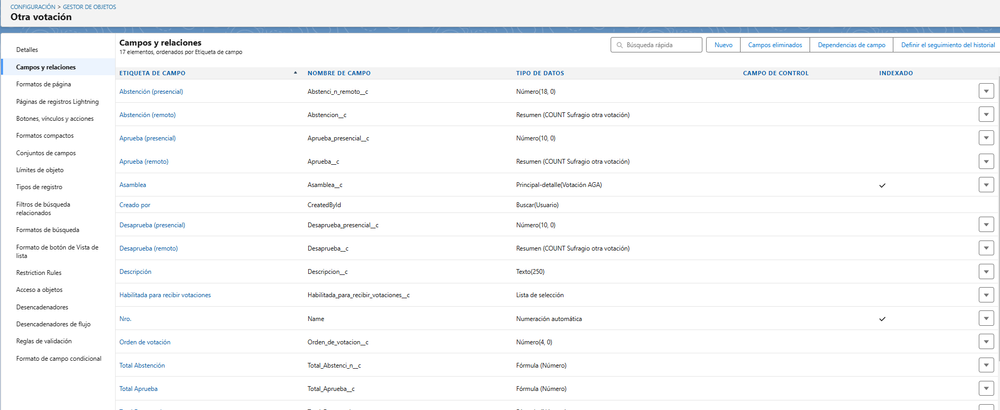 CONFIGURACIÓN > GESTOR DE OBJETOS
Otra votación
Detalles
Campos y relaciones
Formatos de página
Páginas de registros Lightning
Botones, vínculos y acciones
Formatos compactos
Conjuntos de campos
Límites de objeto
Tipos de registro
Filtros de búsqueda
relacionados
Formatos de búsqueda
Formato de botón de Vista de
lista
Restriction Rules
Acceso a objetos
Desencadenadores
Desencadenadores de flujo
Reglas de validación
Formato de campo condicional
Campos y relaciones
17 elementos, ordenados por Etiqueta de campo
Búsqueda rápida
Nuevo
Campos eliminados
Dependencias de campo
Definir el seguimiento del historial
ETIQUETA DE CAMPO NOMBRE DE CAMPO TIPO DE DATOS CAMPO DE CONTROL INDEXADO
Abstención (presencial) Abstenci_n_remoto__c Número(18, 0)
Abstención (remoto) Abstencion__c Resumen (COUNT Sufragio otra votación)
Aprueba (presencial) Aprueba_presencial__c Número(10, 0)
Aprueba (remoto) Aprueba__c Resumen (COUNT Sufragio otra votación)
Asamblea Asamblea__c Principal-detalle(Votación AGA)
Creado por CreatedById Buscar(Usuario)
Desaprueba (presencial) Desaprueba_presencial__c Número(10, 0)
Desaprueba (remoto) Desaprueba__c Resumen (COUNT Sufragio otra votación)
Descripción Descripcion__c Texto(250)
Habilitada para recibir votaciones Habilitada_para_recibir_votaciones__c Lista de selección
Nro. Name Numeración automática
Orden de votación Orden_de_votacion__c Número(4, 0)
Total Abstención Total_Abstenci_n__c Fórmula (Número)
Total Aprueba Total_Aprueba__c Fórmula (Número)